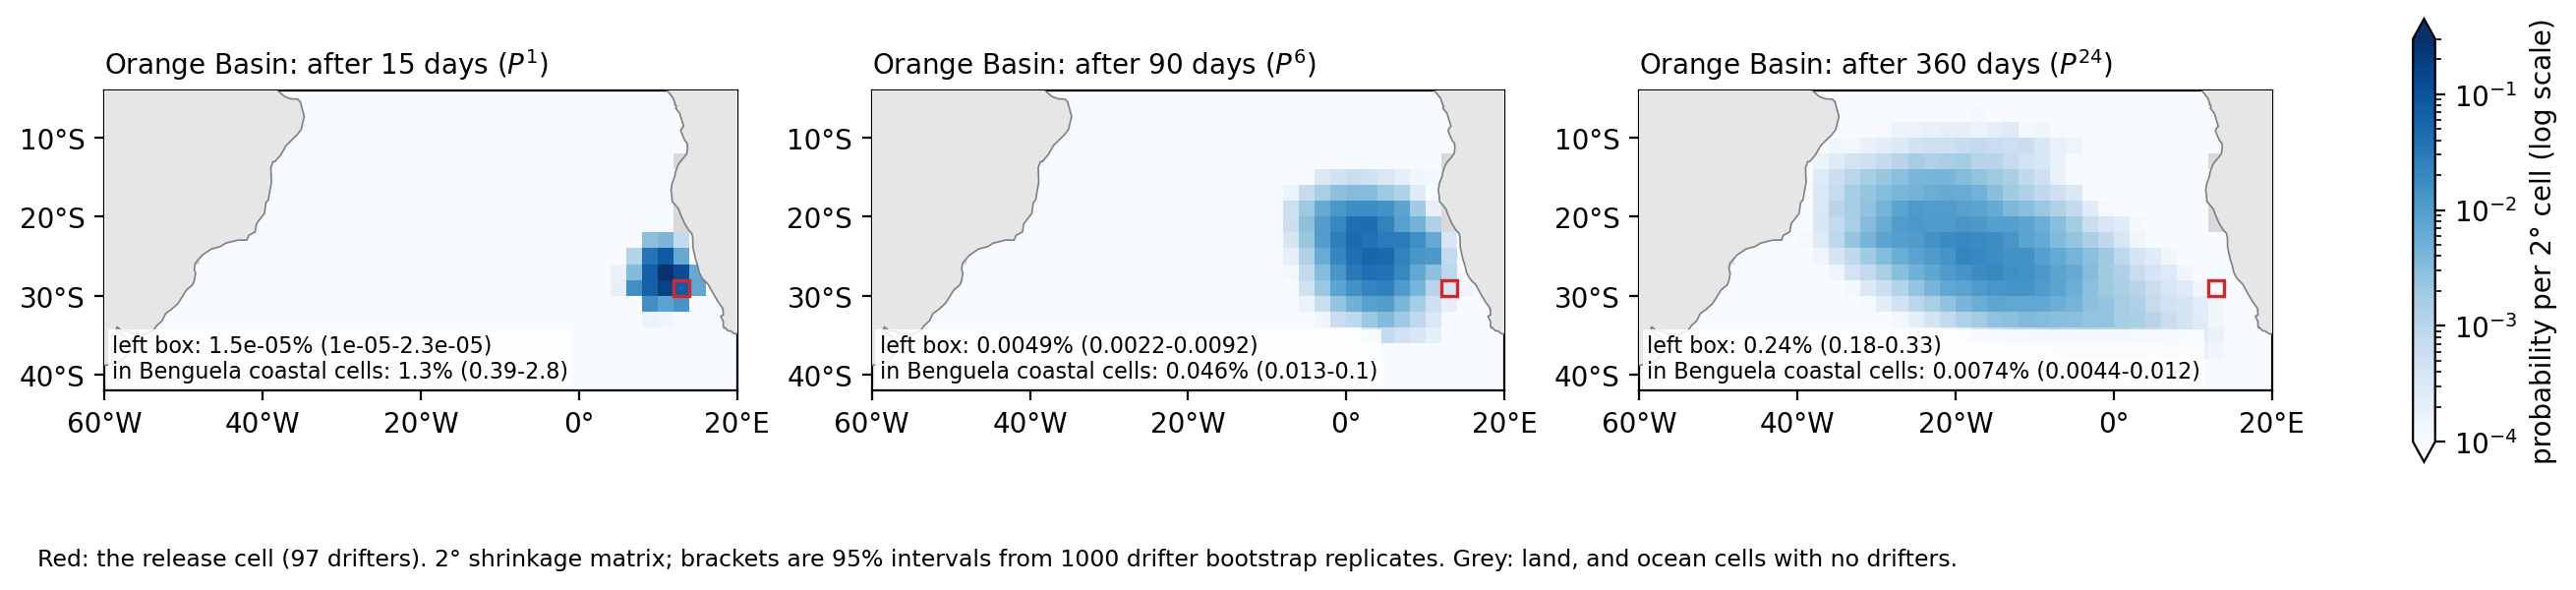 Orange Basin: after 15 days (P¹)
10°S
20°S
30°S
40°S
left box: 1.5e-05% (1e-05-2.3e-05)
in Benguela coastal cells: 1.3% (0.39-2.8)
60°W 40°W 20°W 0° 20°E
Orange Basin: after 90 days (P⁶)
10°S
20°S
30°S
40°S
left box: 0.0049% (0.0022-0.0092)
in Benguela coastal cells: 0.046% (0.013-0.1)
60°W 40°W 20°W 0° 20°E
Orange Basin: after 360 days (P²⁴)
10°S
20°S
30°S
40°S
left box: 0.24% (0.18-0.33)
in Benguela coastal cells: 0.0074% (0.0044-0.012)
60°W 40°W 20°W 0° 20°E
10⁻¹
10⁻²
10⁻³
10⁻⁴
probability per 2° cell (log scale)
Red: the release cell (97 drifters). 2° shrinkage matrix; brackets are 95% intervals from 1000 drifter bootstrap replicates. Grey: land, and ocean cells with no drifters.